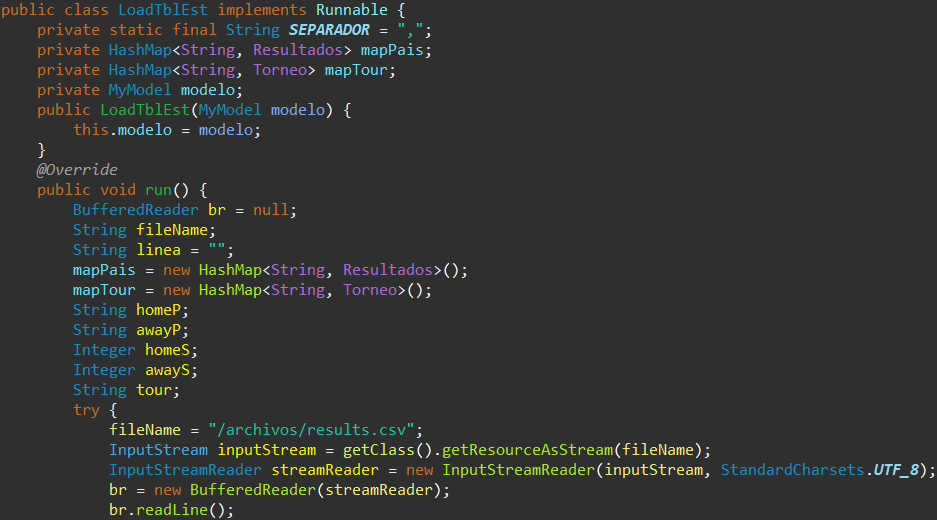 public class LoadTblEst implements Runnable {
    private static final String SEPARADOR = ",";
    private HashMap<String, Resultados> mapPais;
    private HashMap<String, Torneo> mapTour;
    private MyModel modelo;
    public LoadTblEst(MyModel modelo) {
        this.modelo = modelo;
    }
    @Override
    public void run() {
        BufferedReader br = null;
        String fileName;
        String linea = "";
        mapPais = new HashMap<String, Resultados>();
        mapTour = new HashMap<String, Torneo>();
        String homeP;
        String awayP;
        Integer homeS;
        Integer awayS;
        String tour;
        try {
            fileName = "/archivos/results.csv";
            InputStream inputStream = getClass().getResourceAsStream(fileName);
            InputStreamReader streamReader = new InputStreamReader(inputStream, StandardCharsets.UTF_8);
            br = new BufferedReader(streamReader);
            br.readLine();